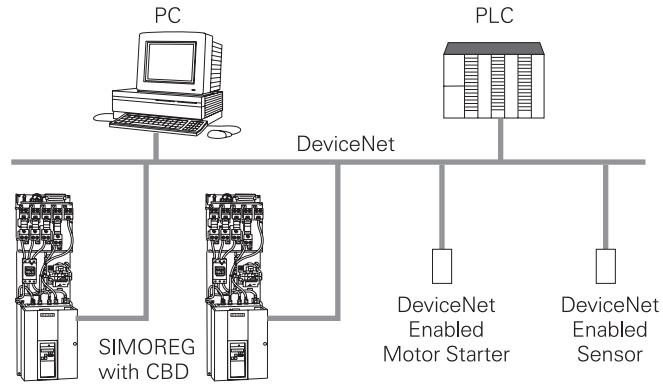 PC
PLC
DeviceNet
SIMOREG
with CBD
DeviceNet
Enabled
Motor Starter
DeviceNet
Enabled
Sensor